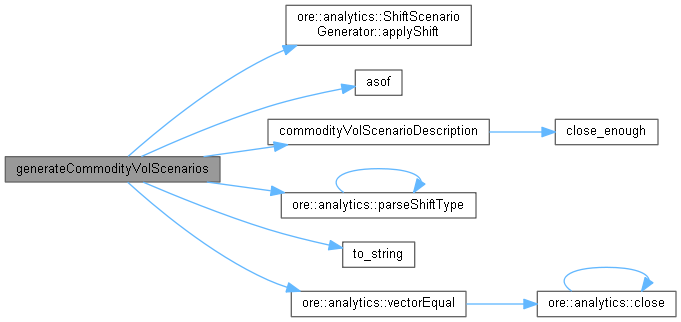 ore::analytics::ShiftScenario
Generator::applyShift
asof
commodityVolScenarioDescription
close_enough
generateCommodityVolScenarios
ore::analytics::parseShiftType
to_string
ore::analytics::vectorEqual
ore::analytics::close